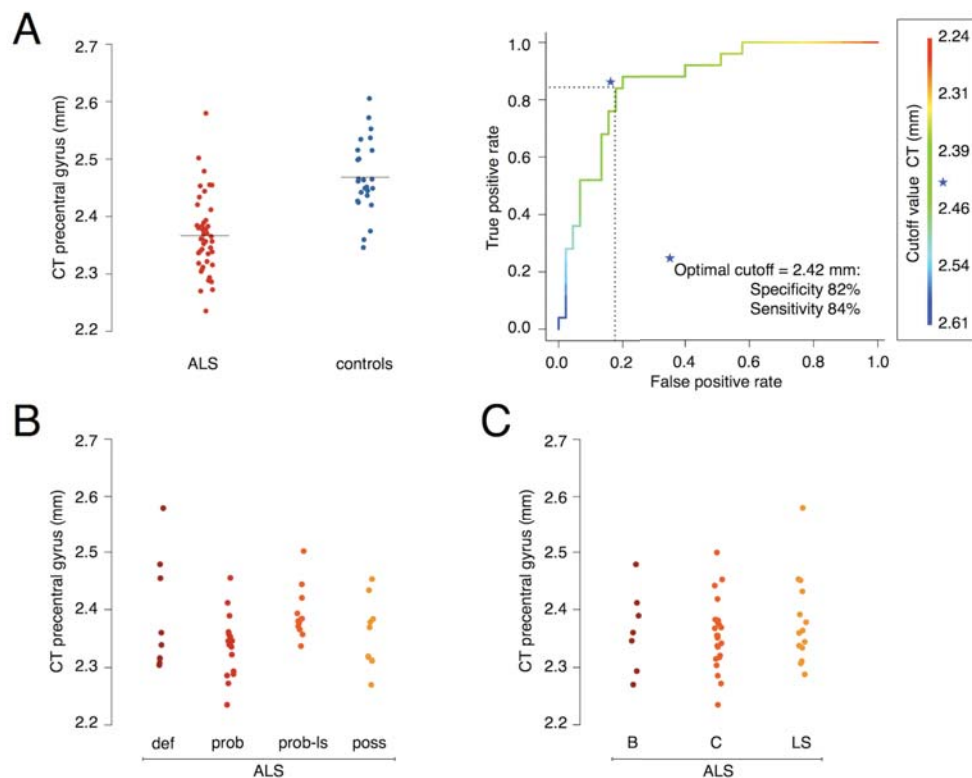 A
CT precentral gyrus (mm)
2.7
2.6
2.5
2.4
2.3
2.2
ALS
controls
True positive rate
1.0
0.8
0.6
0.4
0.2
0.0
Optimal cutoff = 2.42 mm:
Specificity 82%
Sensitivity 84%
0.0
0.2
0.4
0.6
0.8
1.0
False positive rate
Cutoff value CT (mm)
2.24
2.31
2.39
2.46
2.54
2.61
B
CT precentral gyrus (mm)
2.7
2.6
2.5
2.4
2.3
2.2
def
prob
prob-ls
poss
ALS
C
CT precentral gyrus (mm)
2.7
2.6
2.5
2.4
2.3
2.2
B
C
LS
ALS